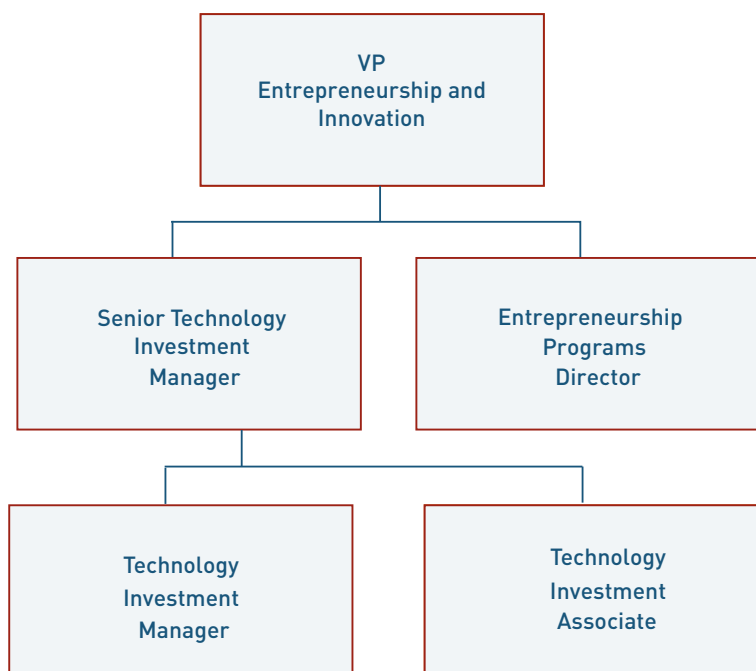 VP
Entrepreneurship and
Innovation
Senior Technology
Investment
Manager
Entrepreneurship
Programs
Director
Technology
Investment
Manager
Technology
Investment
Associate